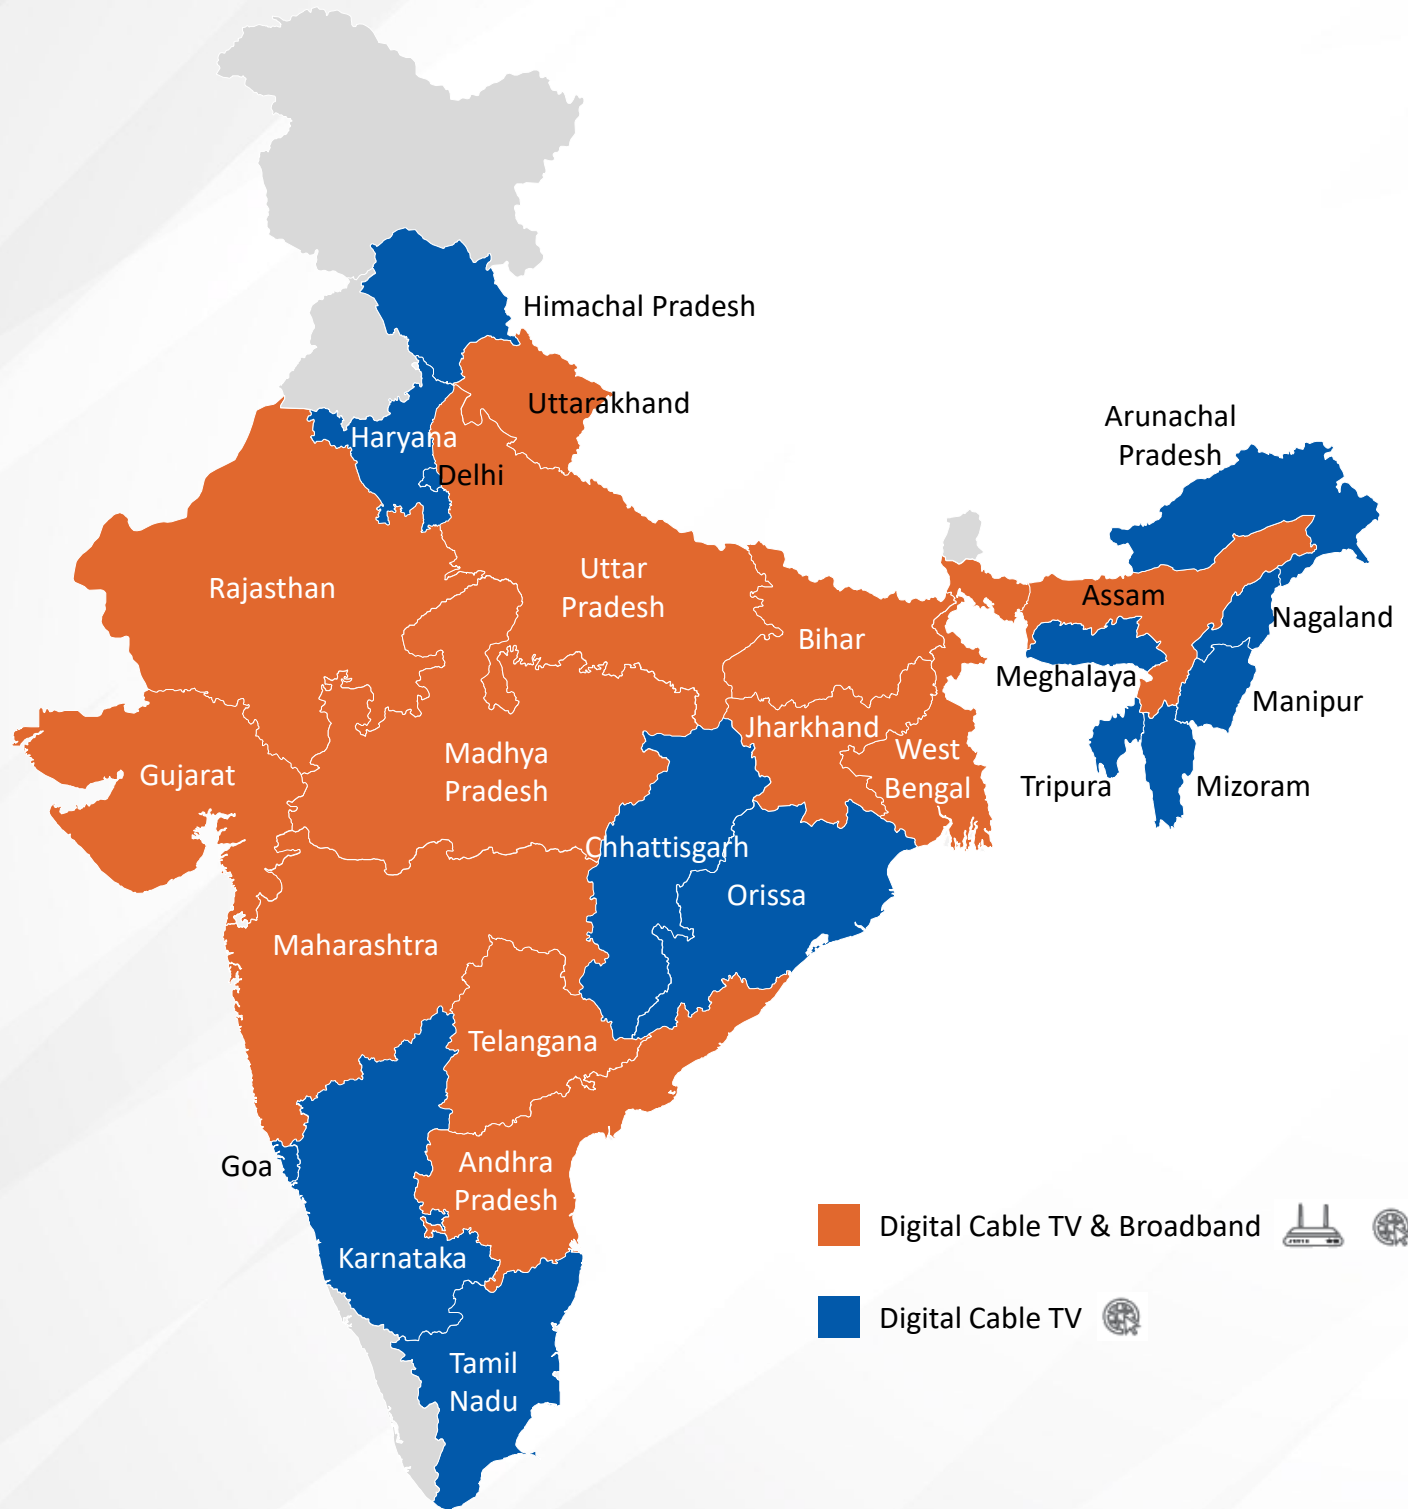 Himachal Pradesh
Uttarakhand
Haryana
Delhi
Arunachal
Pradesh
Rajasthan
Uttar
Pradesh
Bihar
Assam
Nagaland
Meghalaya
Manipur
Jharkhand
West
Bengal
Tripura
Mizoram
Gujarat
Madhya
Pradesh
Chhattisgarh
Orissa
Maharashtra
Telangana
Goa
Andhra
Pradesh
Karnataka
Tamil
Nadu
Digital Cable TV & Broadband
Digital Cable TV